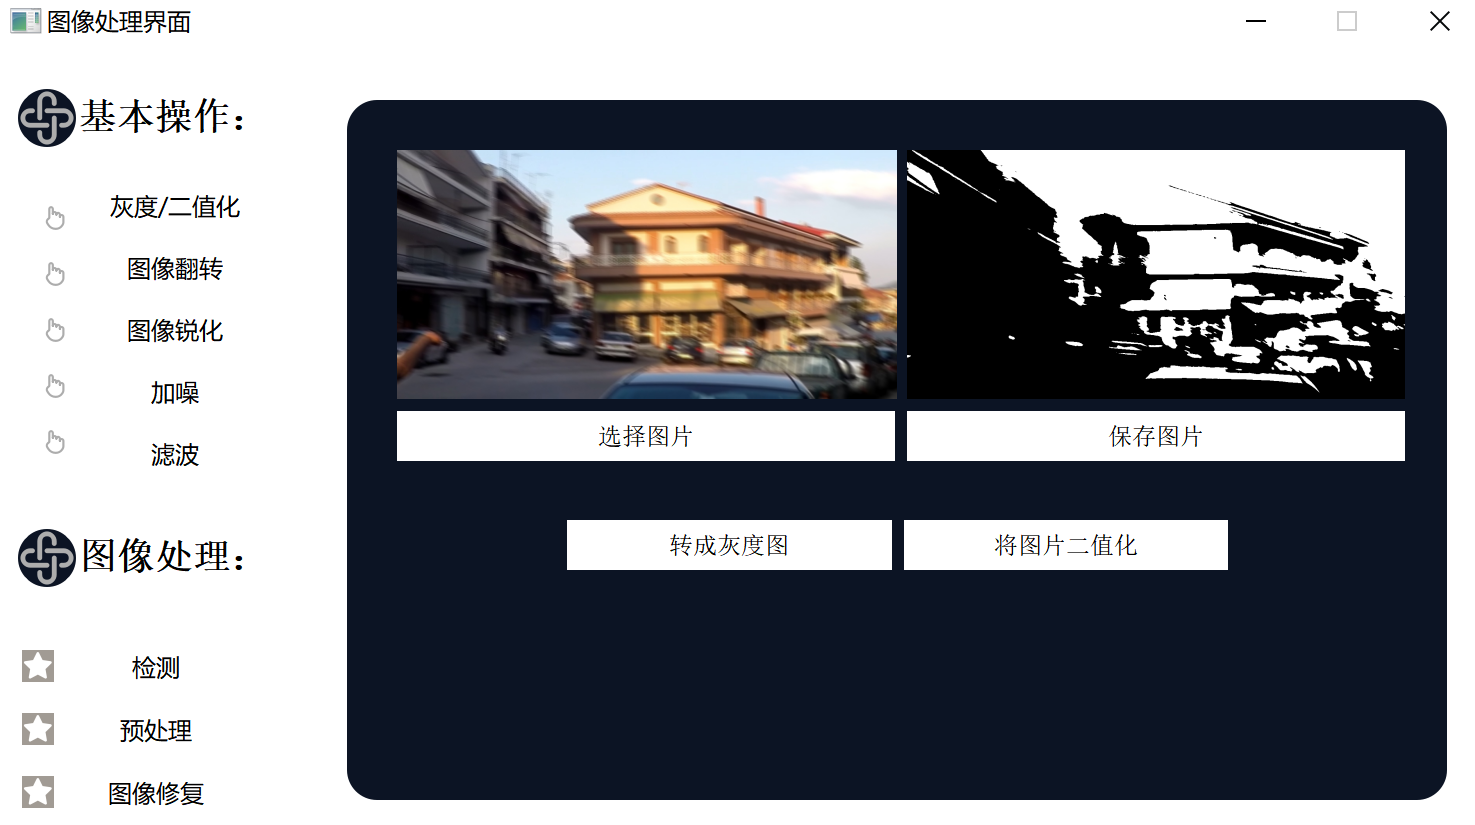 图像处理界面
基本操作：
灰度/二值化
图像翻转
图像锐化
加噪
滤波
图像处理：
检测
预处理
图像修复
选择图片
保存图片
转成灰度图
将图片二值化